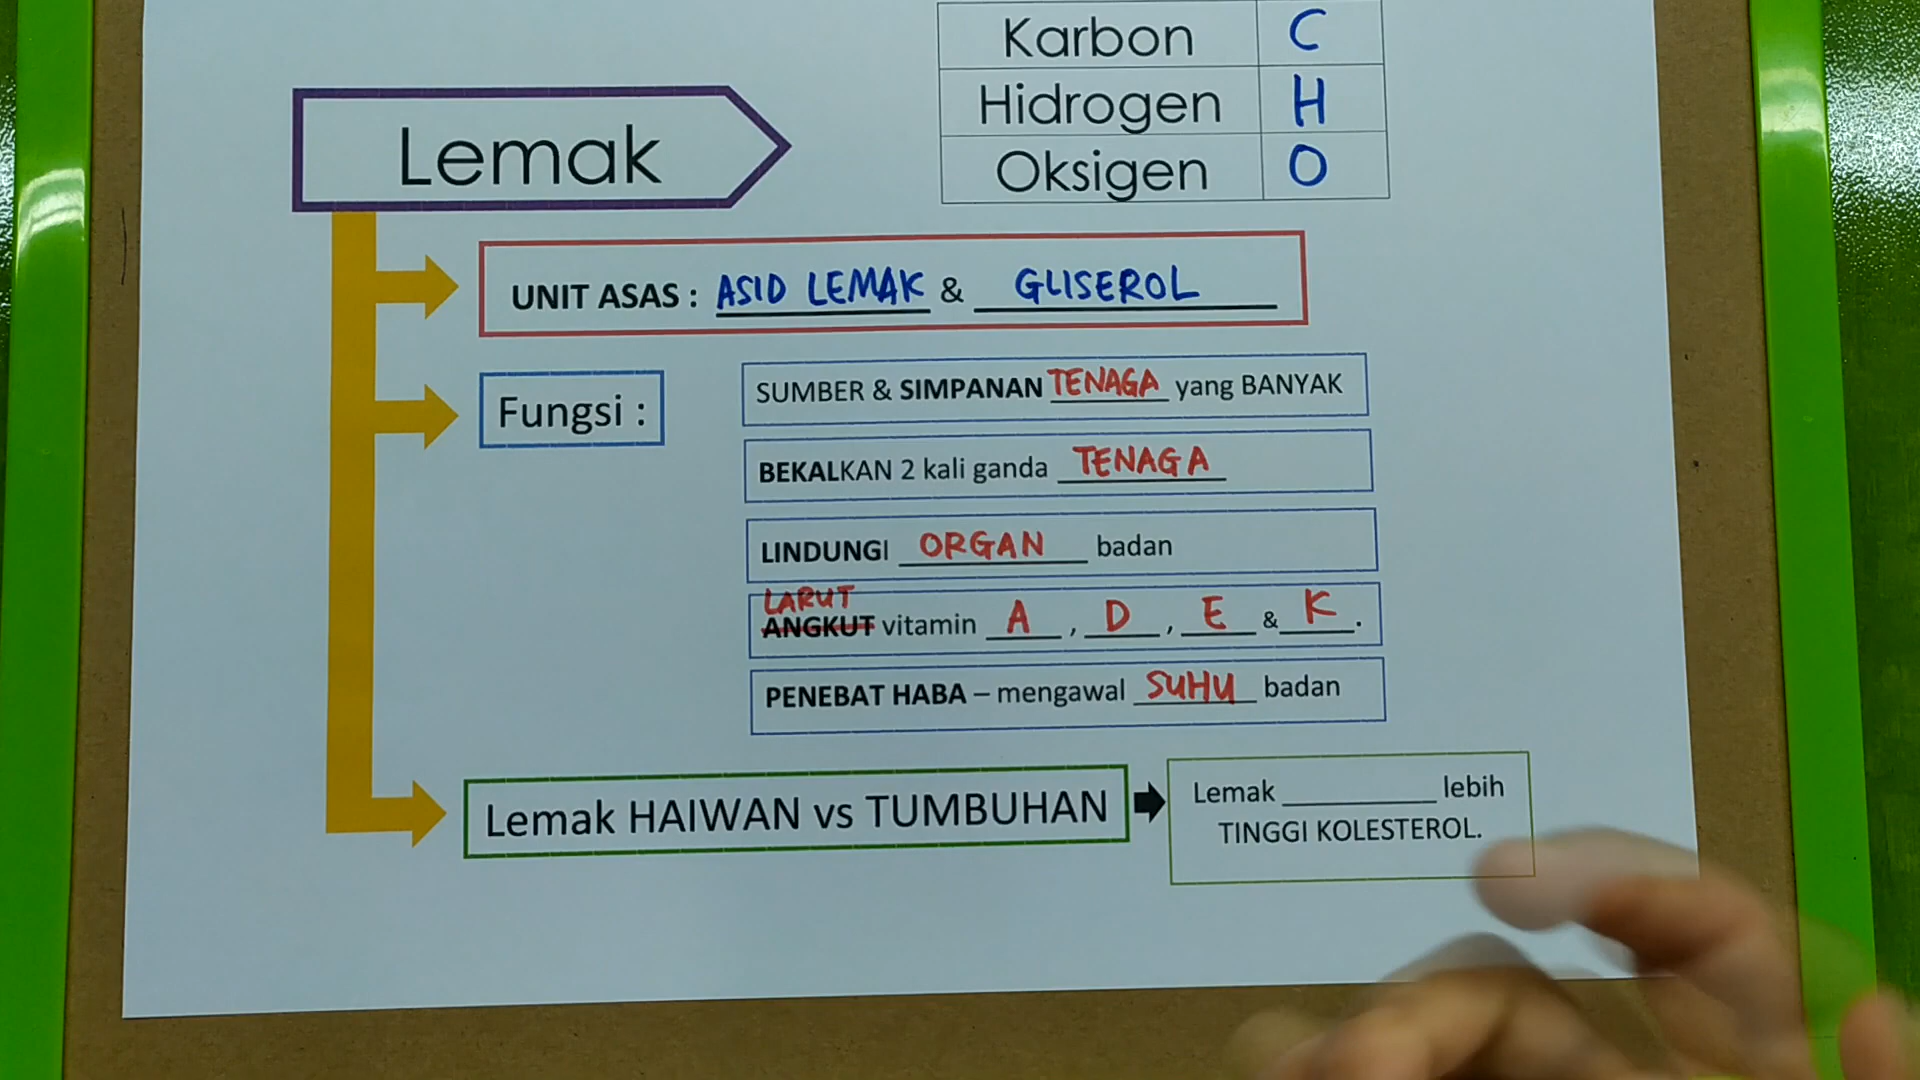 Karbon C
Hidrogen H
Oksigen O
Lemak
UNIT ASAS : ASID LEMAK & GLISEROL
Fungsi :
SUMBER & SIMPANAN TENAGA yang BANYAK
BEKALKAN 2 kali ganda TENAGA
LINDUNGI ORGAN badan
LARUT
ANGKUT vitamin A , D , E & K .
PENEBAT HABA – mengawal SUHU badan
Lemak HAIWAN vs TUMBUHAN
Lemak __________ lebih
TINGGI KOLESTEROL.